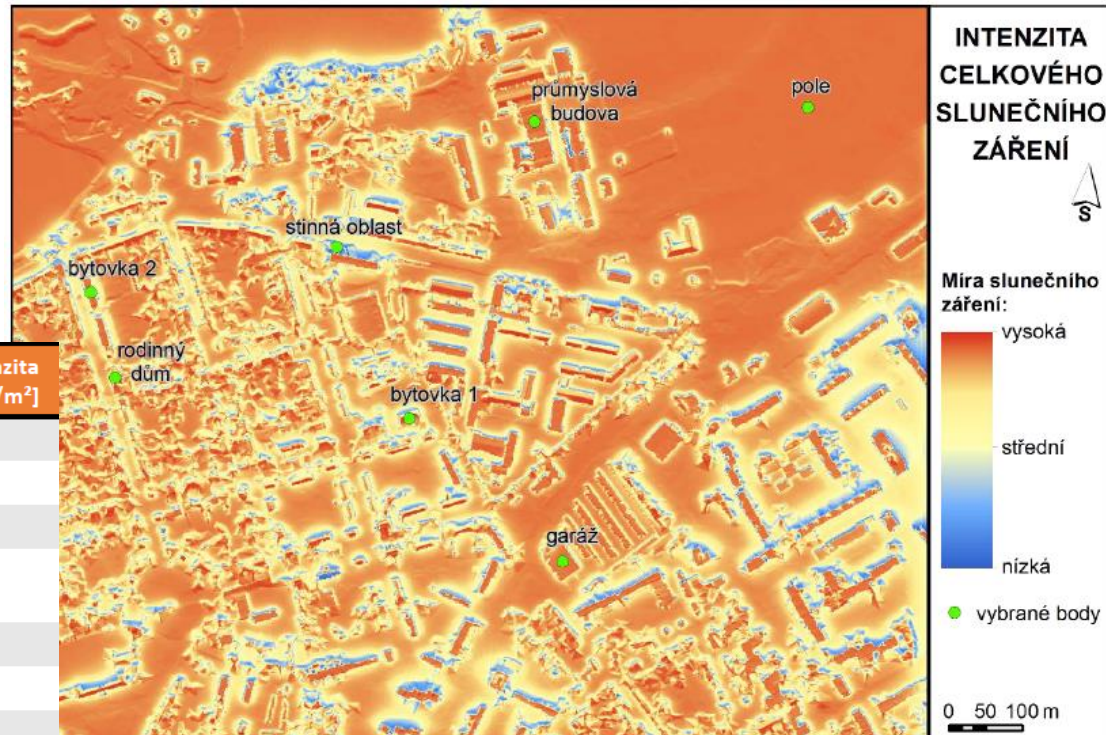 INTENZITA
CELKOVÉHO
SLUNEČNÍHO
ZÁŘENÍ
S
průmyslová
budova
pole
stinná oblast
bytovka 2
rodinný
dům
bytovka 1
garáž
Míra slunečního
záření:
vysoká
střední
nízká
vybrané body
0 50 100 m
/m²]